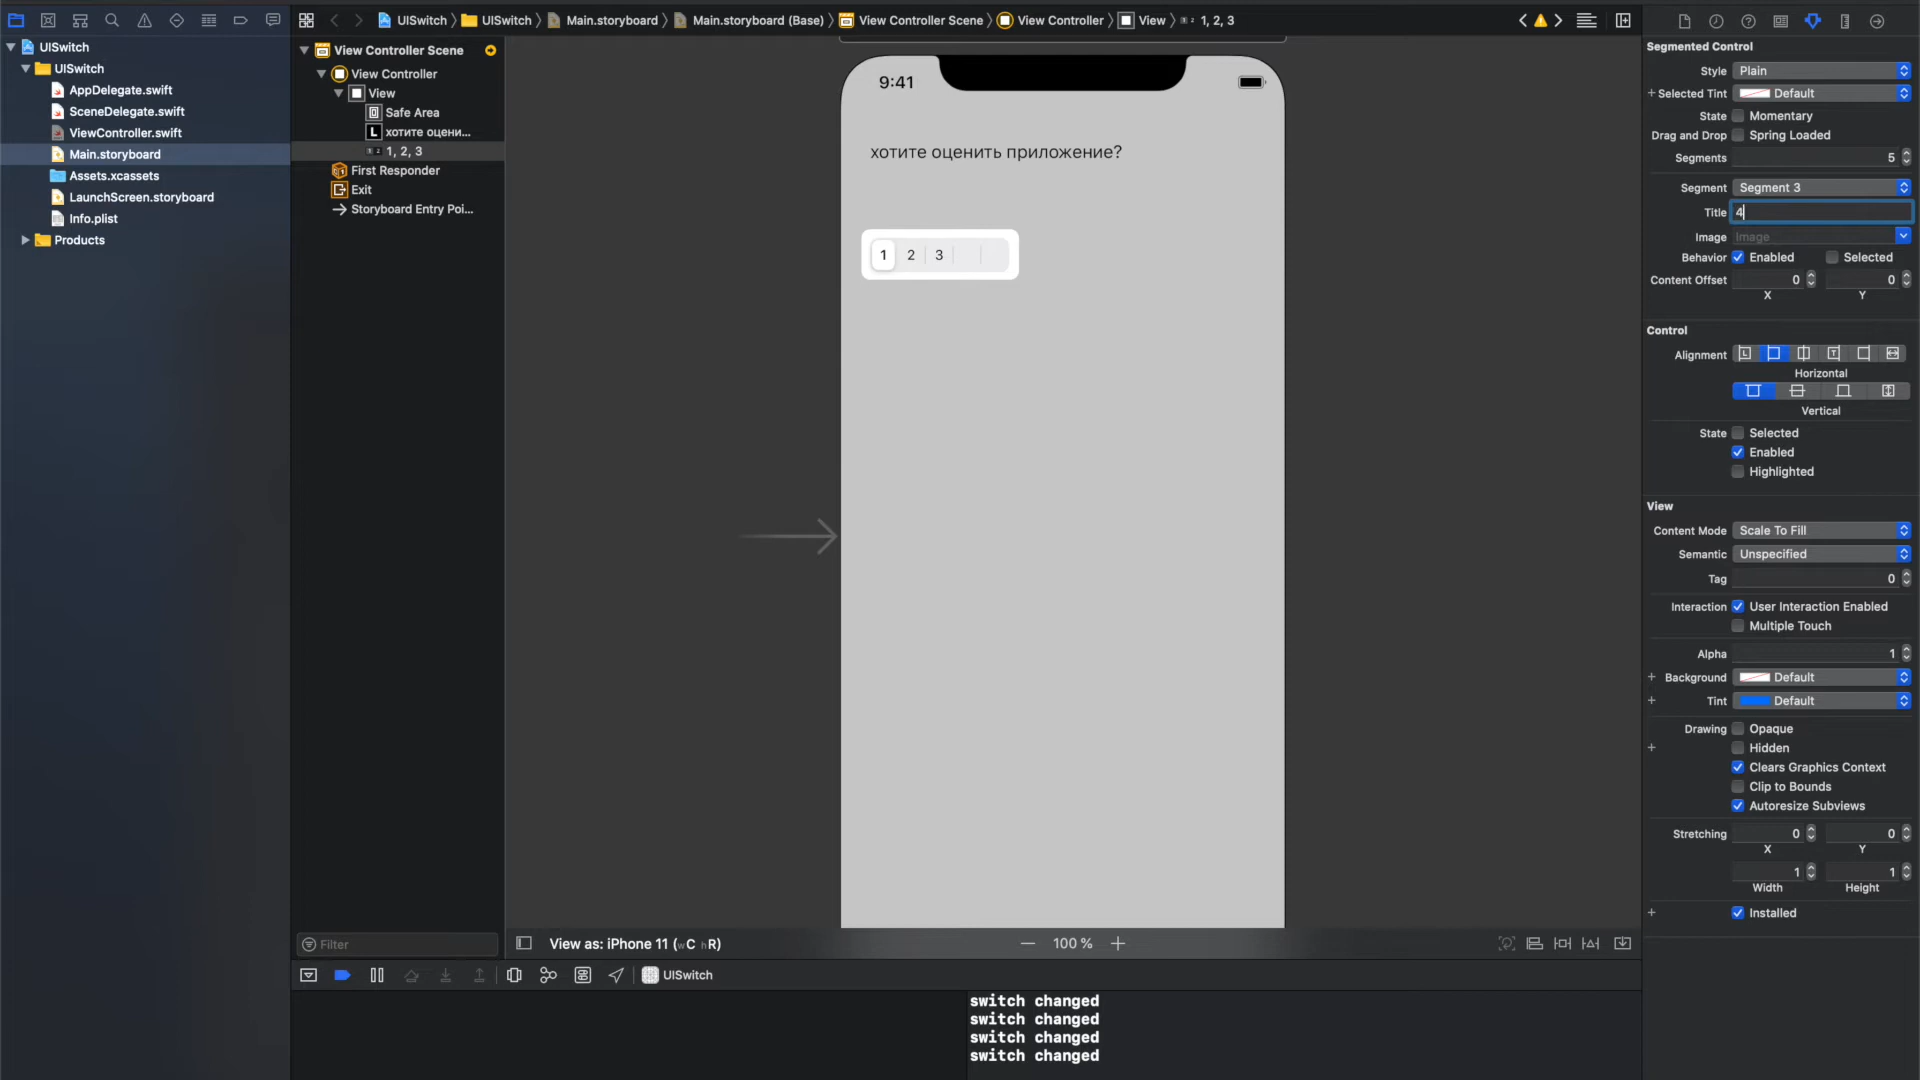 UISwitch
UISwitch
AppDelegate.swift
SceneDelegate.swift
ViewController.swift
Main.storyboard
Assets.xcassets
LaunchScreen.storyboard
Info.plist
Products
UISwitch
UISwitch
Main.storyboard
Main.storyboard (Base)
View Controller Scene
View Controller
View
1, 2, 3
View Controller Scene
View Controller
View
Safe Area
L хотите оцени...
1, 2, 3
First Responder
Exit
Storyboard Entry Poi...
Filter
9:41
хотите оценить приложение?
1 2 3
View as: iPhone 11 (wC hR)
100 %
UISwitch
switch changed
switch changed
switch changed
switch changed
Segmented Control
Style Plain
+ Selected Tint Default
State Momentary
Drag and Drop Spring Loaded
Segments 5
Segment Segment 3
Title 4
Image Image
Behavior Enabled Selected
Content Offset 0 0
X Y
Control
Alignment
Horizontal
Vertical
State Selected
Enabled
Highlighted
View
Content Mode Scale To Fill
Semantic Unspecified
Tag 0
Interaction User Interaction Enabled
Multiple Touch
Alpha 1
+ Background Default
+ Tint Default
Drawing Opaque
+ Hidden
Clears Graphics Context
Clip to Bounds
Autoresize Subviews
Stretching 0 0
X Y
1 1
Width Height
+ Installed